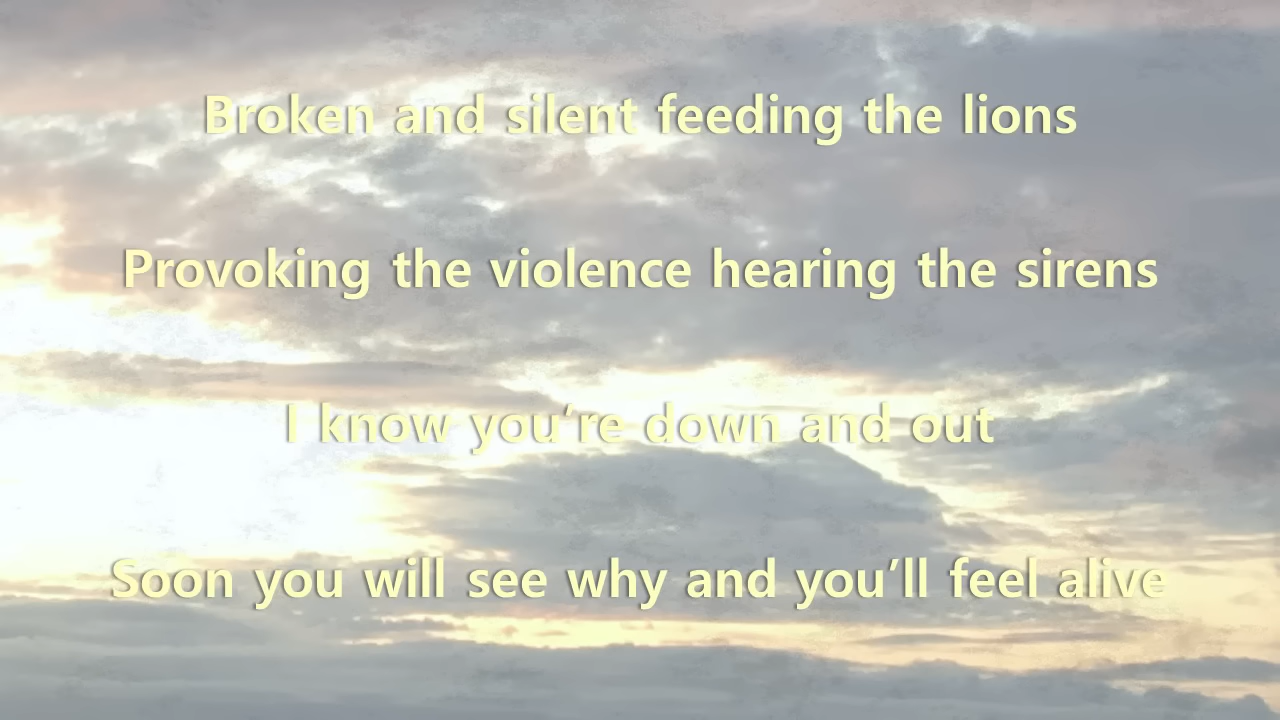 Broken and silent feeding the lions
Provoking the violence hearing the sirens
I know you’re down and out
Soon you will see why and you’ll feel alive